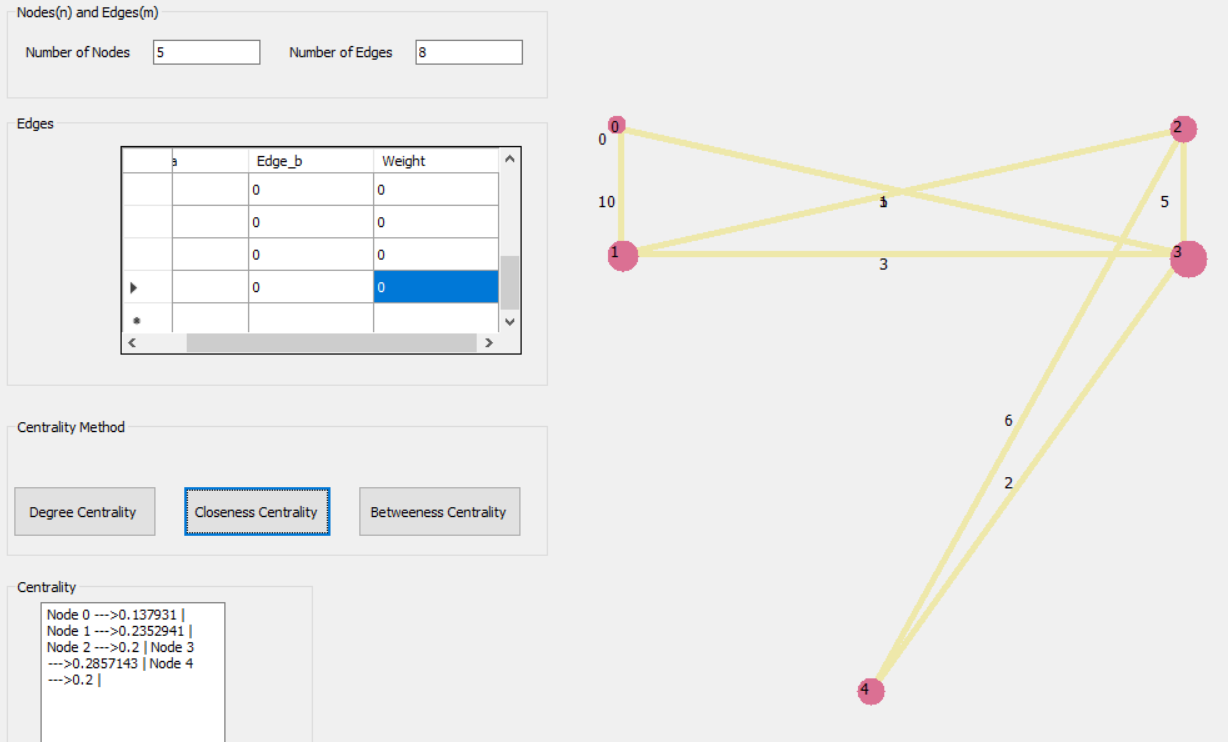 Nodes(n) and Edges(m)
Number of Nodes 5 Number of Edges 8
Edges
a Edge_b Weight
0 0
0 0
0 0
0 0
Centrality Method
Degree Centrality Closeness Centrality Betweeness Centrality
Centrality
Node 0 --->0.137931 |
Node 1 --->0.2352941 |
Node 2 --->0.2 | Node 3
--->0.2857143 | Node 4
--->0.2 |
0
2
0
10
5
1
3
3
6
2
4